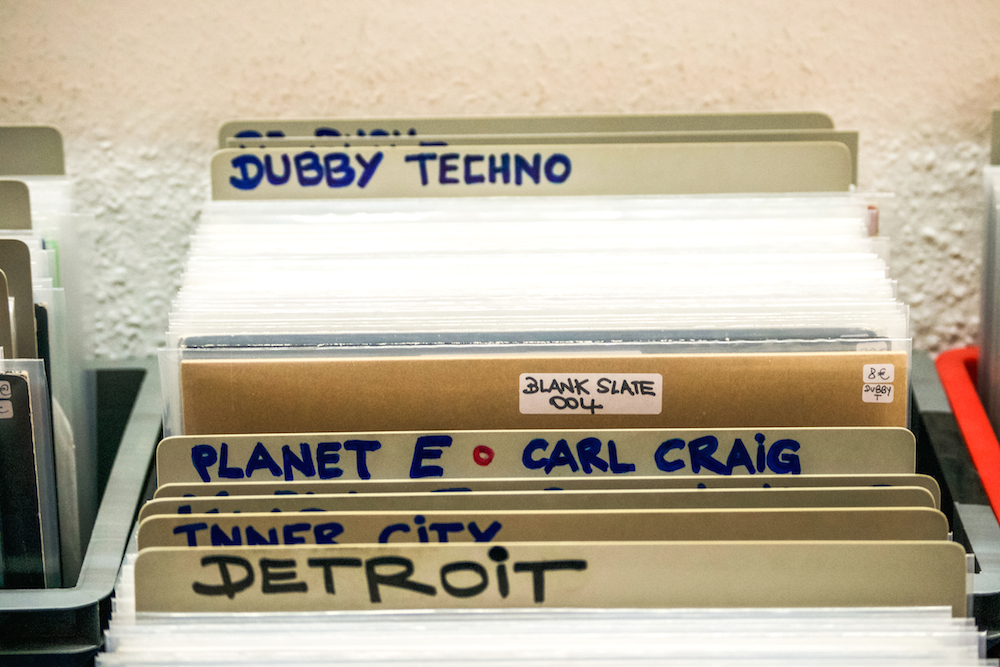 DUBBY TECHNO
BLANK SLATE
004
8€
DUBBY
T
PLANET E o CARL CRAIG
INNER CITY
DETROIT